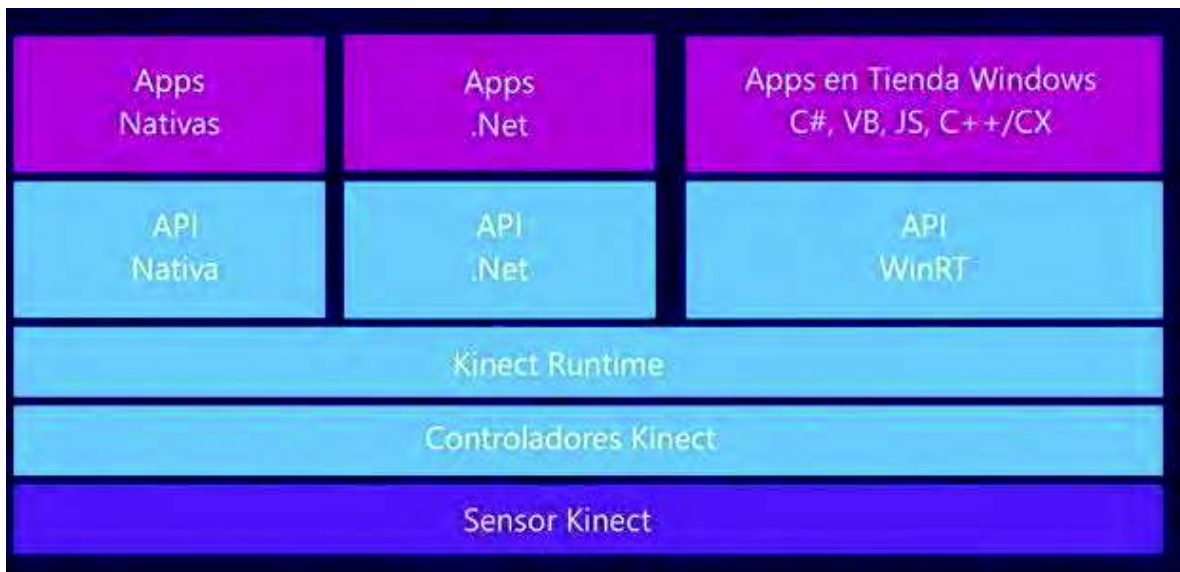 Apps
Nativas
Apps
.Net
Apps en Tienda Windows
C#, VB, JS, C++/CX
API
Nativa
API
.Net
API
WinRT
Kinect Runtime
Controladores Kinect
Sensor Kinect